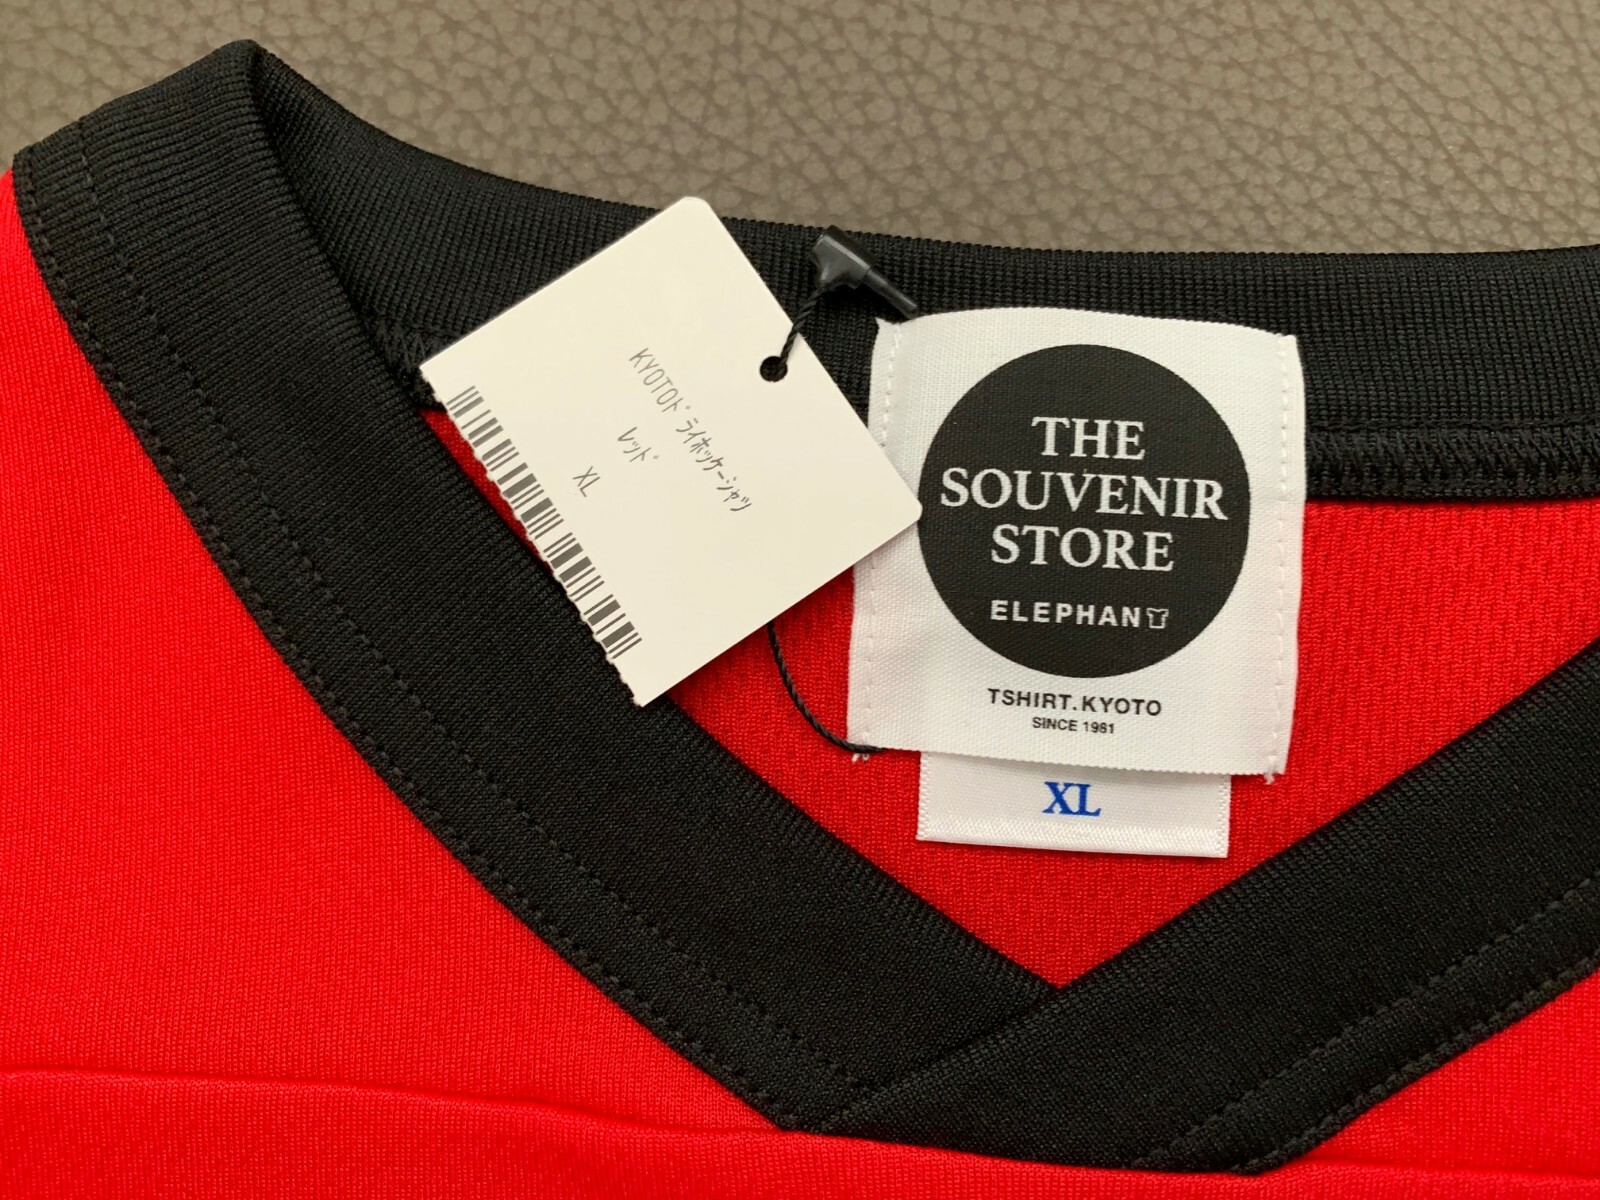 KYOTOﾄﾞﾗｲﾎｯｹｰｼｬﾂ
ﾚｯﾄﾞ
XL
THE
SOUVENIR
STORE
ELEPHANT
TSHIRT.KYOTO
SINCE 1981
XL